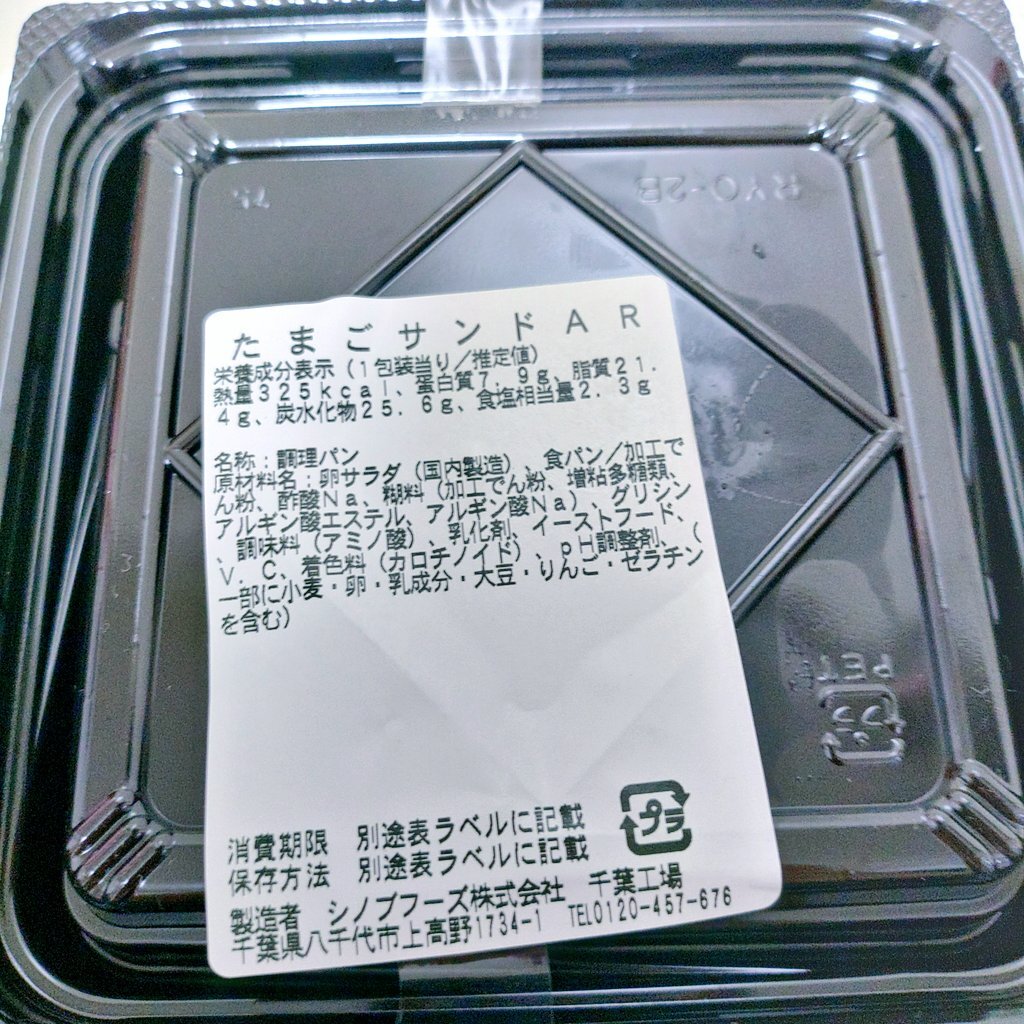 RYO-2B
たまごサンドAR
栄養成分表示(1包装当り/推定値)
熱量325kcal、蛋白質7.9g、脂質21.
4g、炭水化物25.6g、食塩相当量2.3g
名称:調理パン
原材料名:卵サラダ(国内製造)、食パン/加工で
ん粉、酢酸Na、糊料(加工でん粉、増粘多糖類、
アルギン酸エステル、アルギン酸Na)、グリシン
、調味料(アミノ酸)、乳化剤、イーストフード、
V.C、着色料(カロチノイド)、pH調整剤、(
一部に小麦・卵・乳成分・大豆・りんご・ゼラチン
を含む)
PET
プラ
消費期限 別途表ラベルに記載
保存方法 別途表ラベルに記載
製造者 シノブフーズ株式会社 千葉工場
千葉県八千代市上高野1734-1 TEL0120-457-676